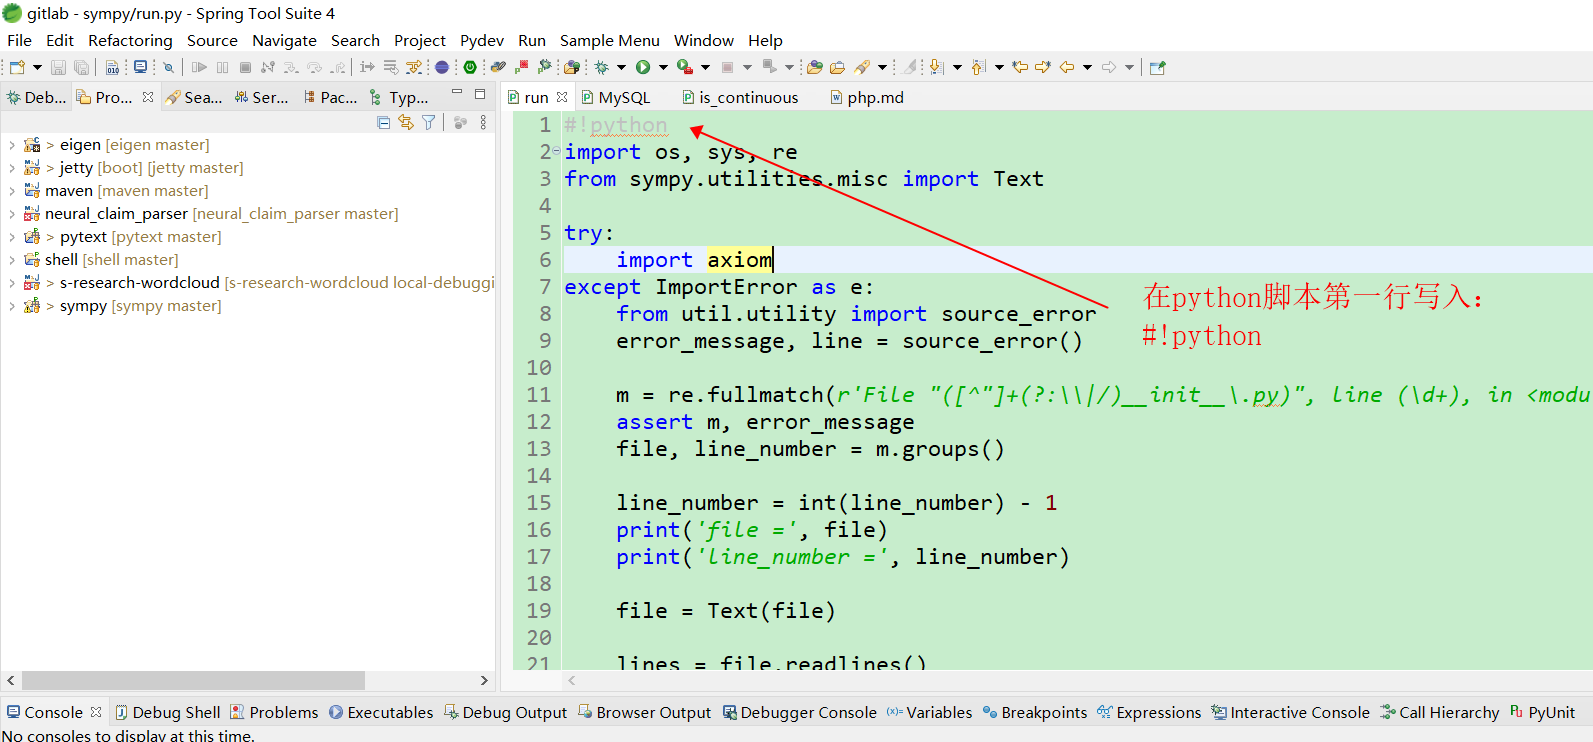 gitlab - sympy/run.py - Spring Tool Suite 4
File Edit Refactoring Source Navigate Search Project Pydev Run Sample Menu Window Help
Deb... Pro... Sea... Ser... Pac... Typ...
run MySQL is_continuous php.md
> eigen [eigen master]
> jetty [boot] [jetty master]
maven [maven master]
neural_claim_parser [neural_claim_parser master]
> pytext [pytext master]
shell [shell master]
> s-research-wordcloud [s-research-wordcloud local-debuggi
> sympy [sympy master]
1 #!python
2 import os, sys, re
3 from sympy.utilities.misc import Text
4
5 try:
6 import axiom
7 except ImportError as e:
8 from util.utility import source_error
9 error_message, line = source_error()
10
11 m = re.fullmatch(r'File "([^"]+(?:\\|/)__init__\.py)", line (\d+), in <modu
12 assert m, error_message
13 file, line_number = m.groups()
14
15 line_number = int(line_number) - 1
16 print('file =', file)
17 print('line_number =', line_number)
18
19 file = Text(file)
20
21 lines = file.readlines()
在python脚本第一行写入:
#!python
Console Debug Shell Problems Executables Debug Output Browser Output Debugger Console Variables Breakpoints Expressions Interactive Console Call Hierarchy PyUnit
No consoles to display at this time.